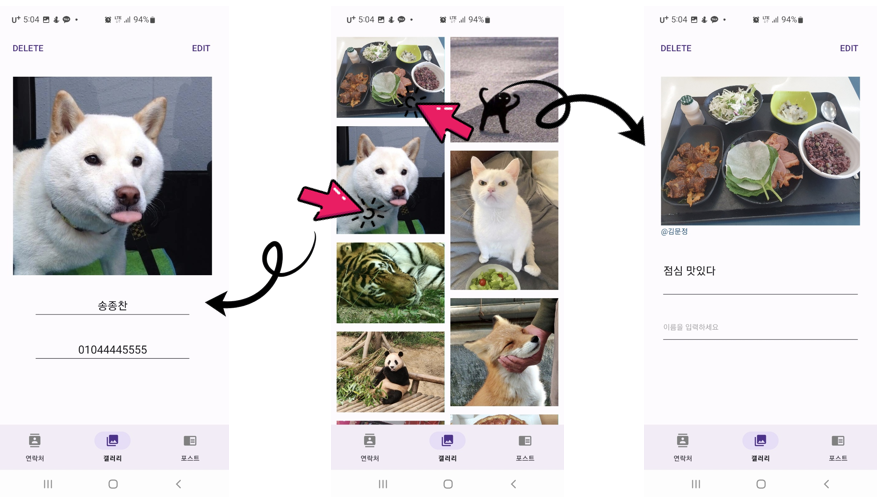 U+ 5:04 94%
DELETE EDIT
송종찬
01044445555
연락처 갤러리 포스트
U+ 5:04 94%
연락처 갤러리 포스트
U+ 5:04 94%
DELETE EDIT
@김문정
점심 맛있다
이름을 입력하세요
연락처 갤러리 포스트